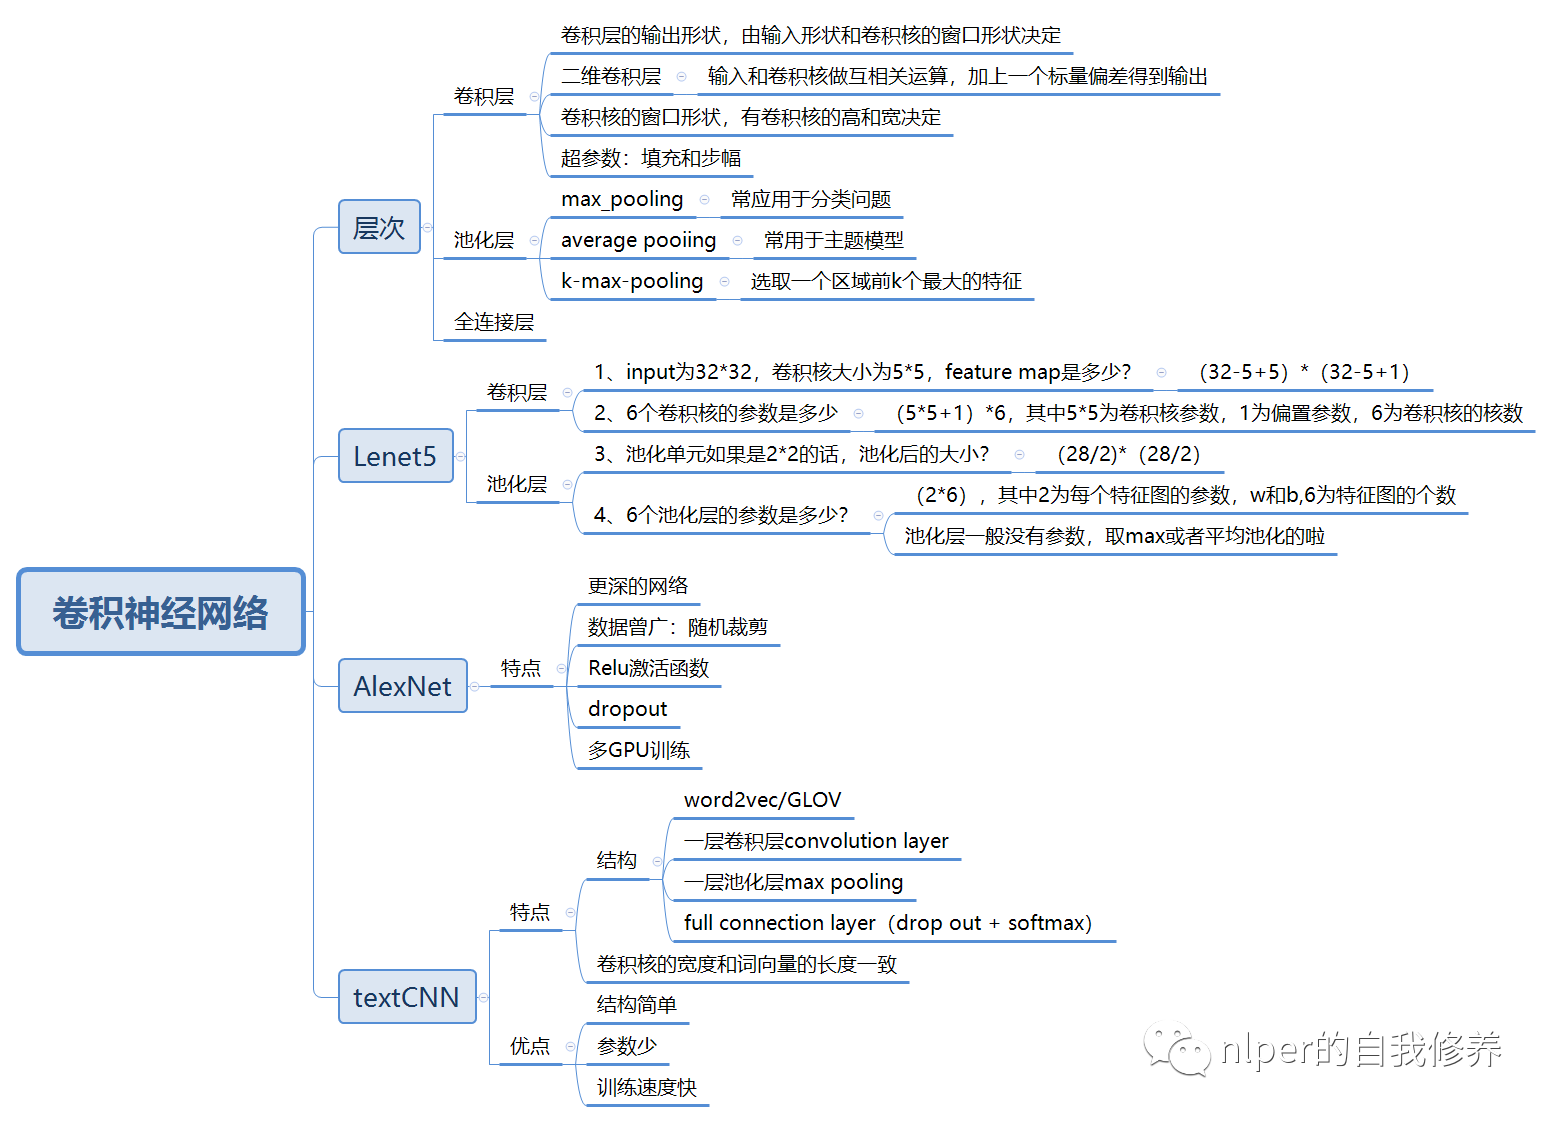 卷积神经网络
层次
卷积层
卷积层的输出形状，由输入形状和卷积核的窗口形状决定
二维卷积层
输入和卷积核做互相关运算，加上一个标量偏差得到输出
卷积核的窗口形状，有卷积核的高和宽决定
超参数：填充和步幅
池化层
max_pooling
常应用于分类问题
average pooiing
常用于主题模型
k-max-pooling
选取一个区域前k个最大的特征
全连接层
Lenet5
卷积层
1、input为32*32，卷积核大小为5*5，feature map是多少？
（32-5+5）*（32-5+1）
2、6个卷积核的参数是多少
（5*5+1）*6，其中5*5为卷积核参数，1为偏置参数，6为卷积核的核数
池化层
3、池化单元如果是2*2的话，池化后的大小？
（28/2)*（28/2）
4、6个池化层的参数是多少？
（2*6），其中2为每个特征图的参数，w和b,6为特征图的个数
池化层一般没有参数，取max或者平均池化的啦
AlexNet
特点
更深的网络
数据曾广：随机裁剪
Relu激活函数
dropout
多GPU训练
textCNN
特点
结构
word2vec/GLOV
一层卷积层convolution layer
一层池化层max pooling
full connection layer（drop out + softmax）
卷积核的宽度和词向量的长度一致
优点
结构简单
参数少
训练速度快
nlper的自我修养